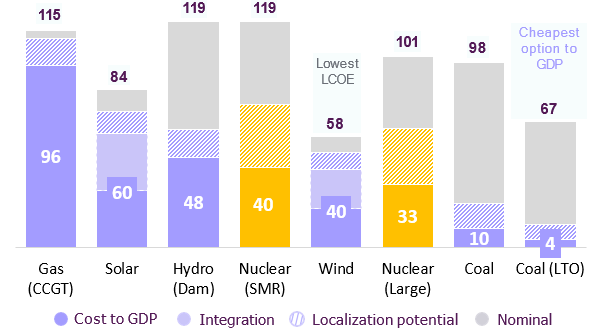 115
84
119
119
58
101
98
67
Lowest
LCOE
Cheapest
option to
GDP
96
60
48
40
40
33
10
4
Gas
(CCGT)
Solar
Hydro
(Dam)
Nuclear
(SMR)
Wind
Nuclear
(Large)
Coal
Coal (LTO)
Cost to GDP
Integration
Localization potential
Nominal